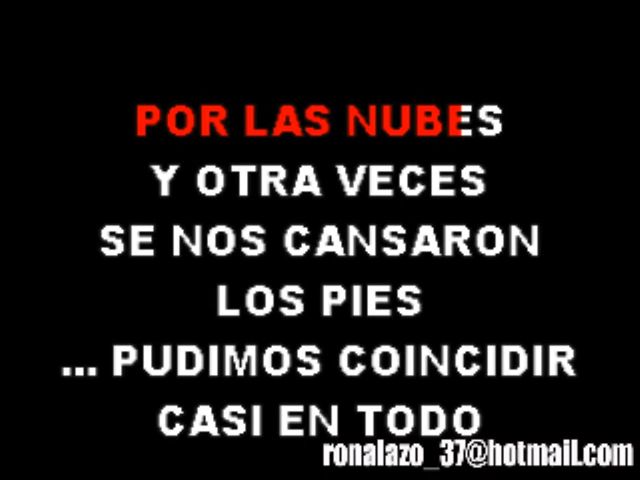 POR LAS NUBES
Y OTRA VECES
SE NOS CANSARON
LOS PIES
... PUDIMOS COINCIDIR
CASI EN TODO
ronalazo_37@hotmail.com